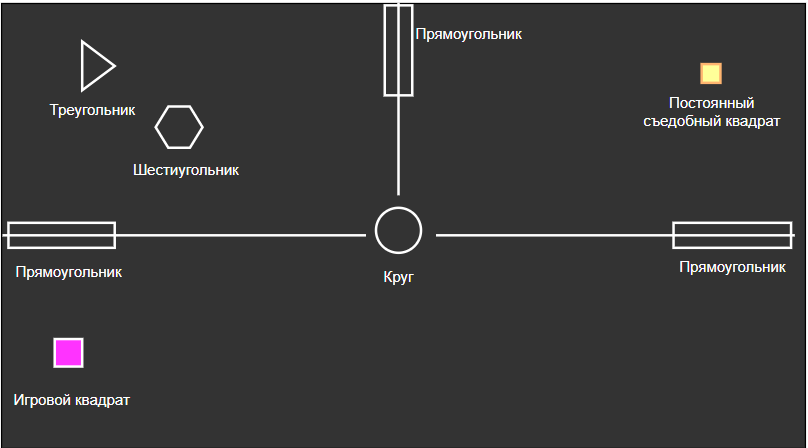 Прямоугольник
Треугольник
Постоянный
съедобный квадрат
Шестиугольник
Прямоугольник
Круг
Прямоугольник
Игровой квадрат